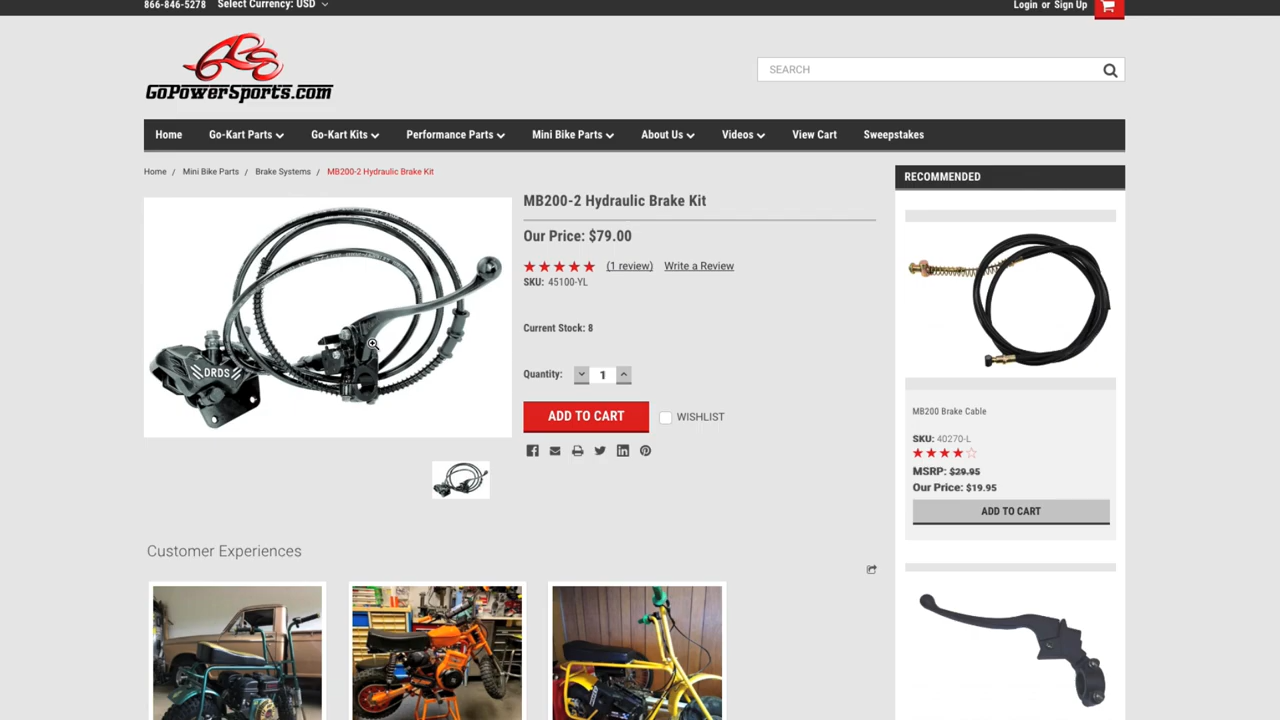 866-846-5278 Select Currency: USD
Login or Sign Up
GoPowerSports.com
SEARCH
Home Go-Kart Parts Go-Kart Kits Performance Parts Mini Bike Parts About Us Videos View Cart Sweepstakes
Home / Mini Bike Parts / Brake Systems / MB200-2 Hydraulic Brake Kit
MB200-2 Hydraulic Brake Kit
Our Price: $79.00
(1 review) Write a Review
SKU: 45100-YL
Current Stock: 8
Quantity: 1
ADD TO CART WISHLIST
DRDS
Customer Experiences
RECOMMENDED
MB200 Brake Cable
SKU: 40270-L
MSRP: $29.95
Our Price: $19.95
ADD TO CART